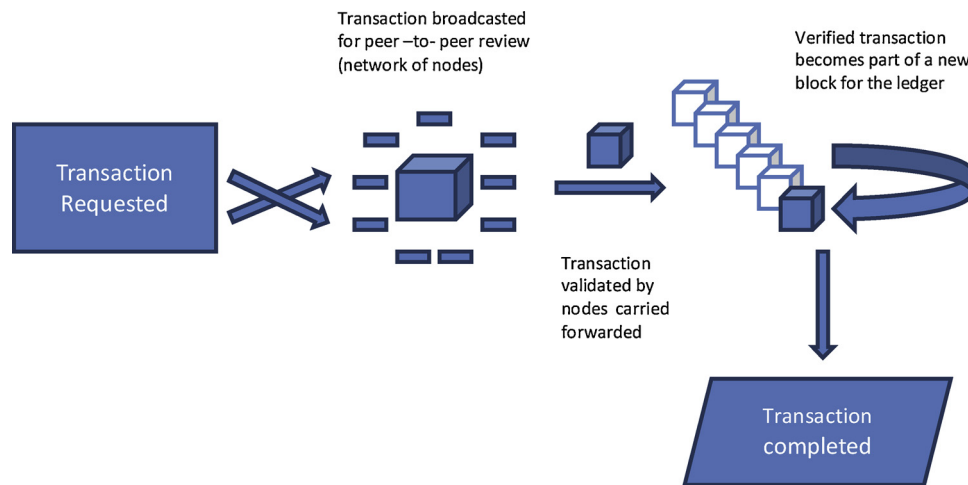 Transaction broadcasted
for peer –to- peer review
(network of nodes)
Verified transaction
becomes part of a new
block for the ledger
Transaction
Requested
Transaction
validated by
nodes carried
forwarded
Transaction
completed